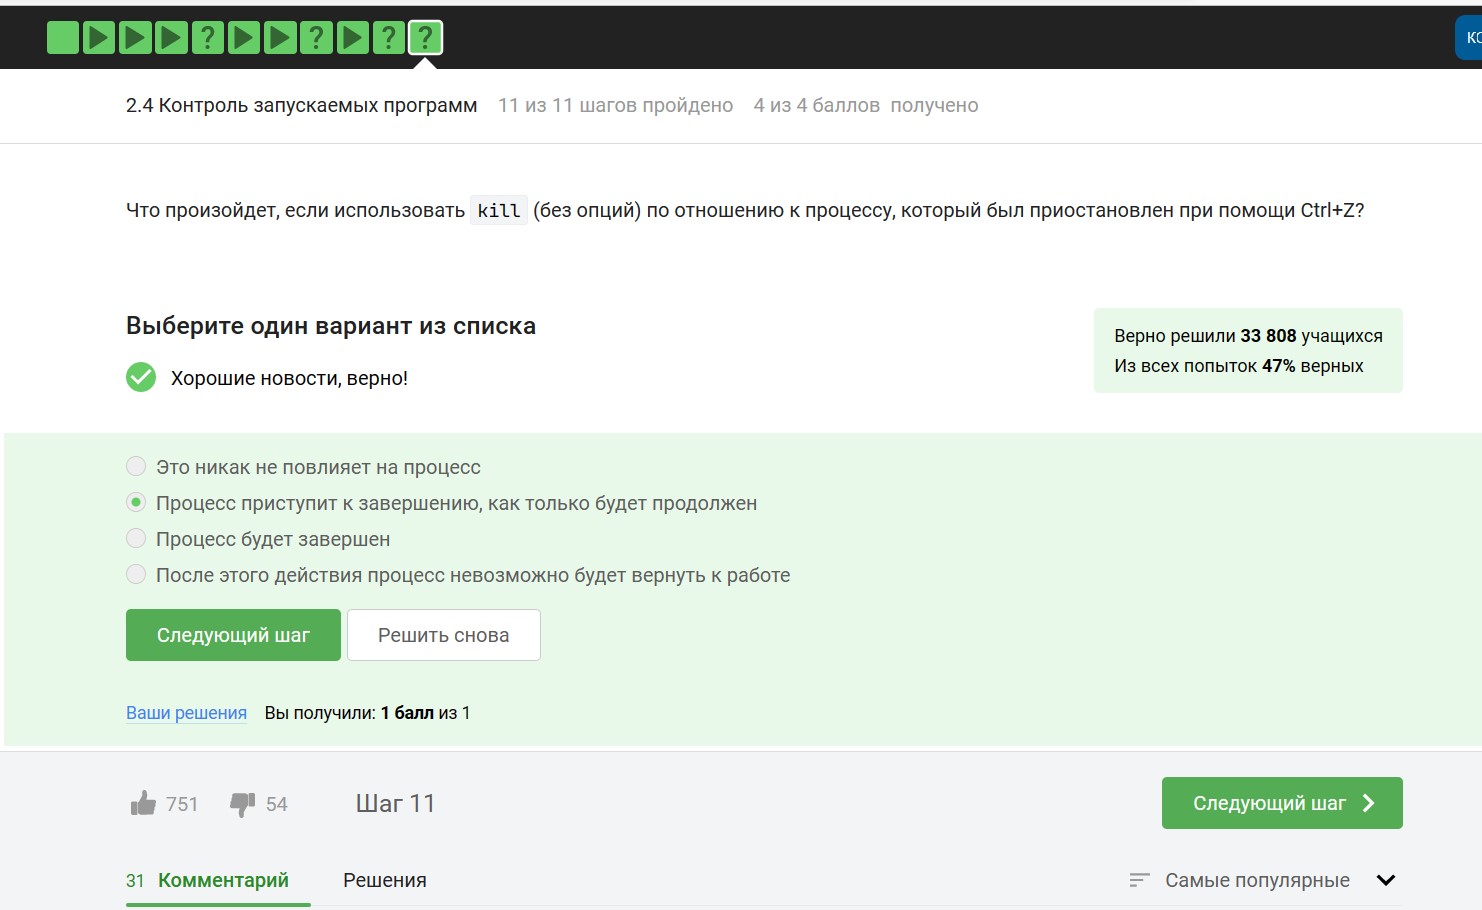 ? ? ? ?
2.4 Контроль запускаемых программ 11 из 11 шагов пройдено 4 из 4 баллов получено
Что произойдет, если использовать kill (без опций) по отношению к процессу, который был приостановлен при помощи Ctrl+Z?
Выберите один вариант из списка
Верно решили 33 808 учащихся
Из всех попыток 47% верных
Хорошие новости, верно!
Это никак не повлияет на процесс
Процесс приступит к завершению, как только будет продолжен
Процесс будет завершен
После этого действия процесс невозможно будет вернуть к работе
Следующий шаг Решить снова
Ваши решения Вы получили: 1 балл из 1
751 54 Шаг 11 Следующий шаг
31 Комментарий Решения Самые популярные